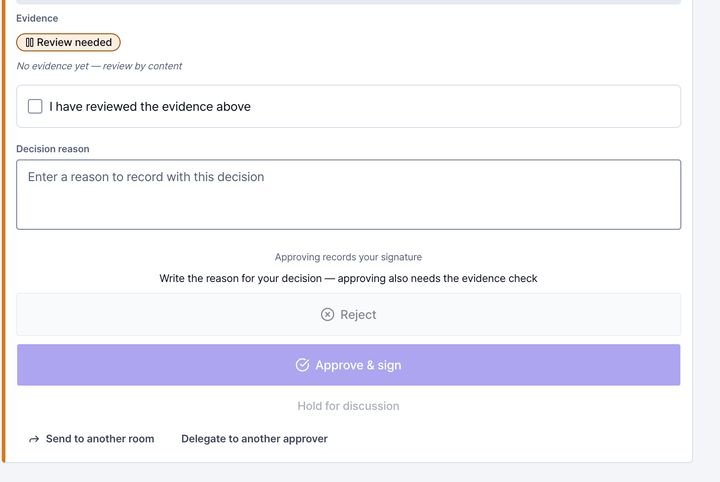 Evidence
Review needed
No evidence yet — review by content
I have reviewed the evidence above
Decision reason
Enter a reason to record with this decision
Approving records your signature
Write the reason for your decision — approving also needs the evidence check
Reject
Approve & sign
Hold for discussion
Send to another room Delegate to another approver